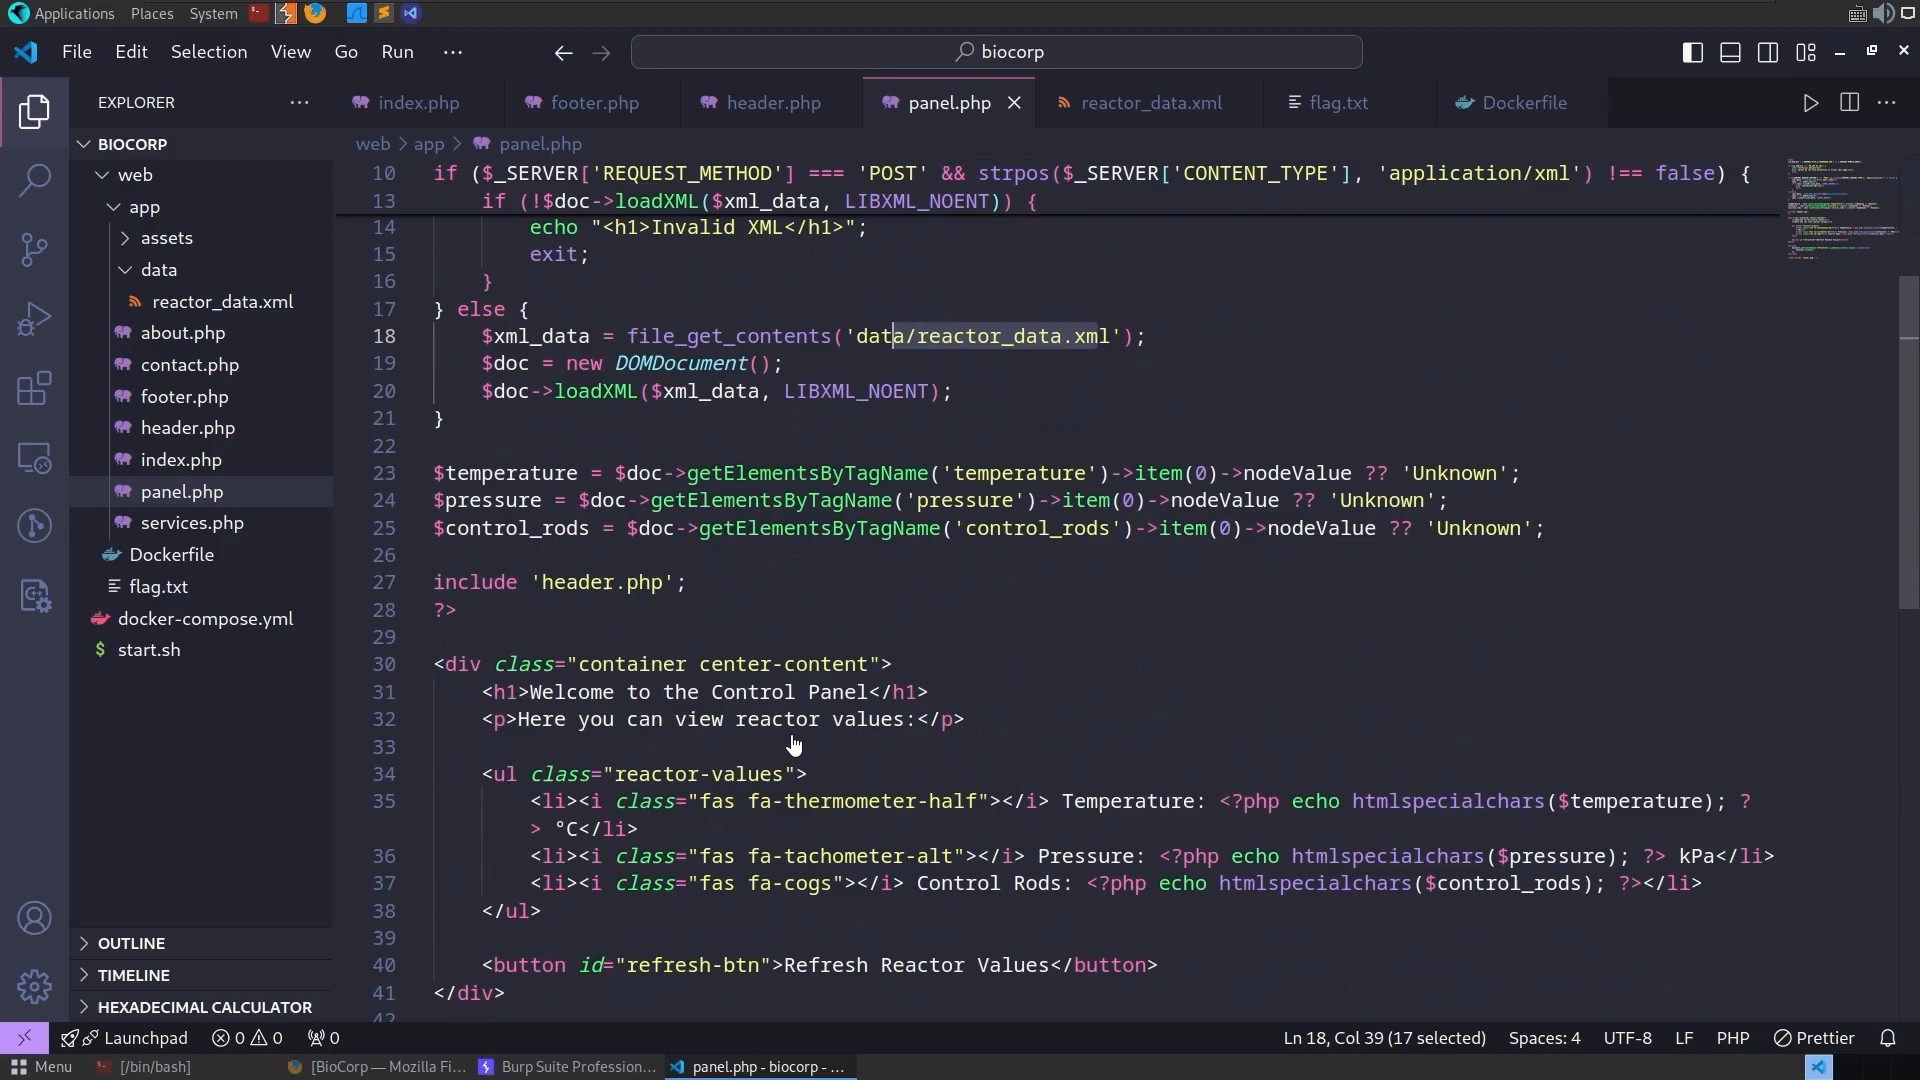 Applications Places System
File Edit Selection View Go Run ··· biocorp
EXPLORER ··· index.php footer.php header.php panel.php reactor_data.xml flag.txt Dockerfile ···
BIOCORP
web
app
assets
data
reactor_data.xml
about.php
contact.php
footer.php
header.php
index.php
panel.php
services.php
Dockerfile
flag.txt
docker-compose.yml
$ start.sh
OUTLINE
TIMELINE
HEXADECIMAL CALCULATOR
web > app > panel.php
10 if ($_SERVER['REQUEST_METHOD'] === 'POST' && strpos($_SERVER['CONTENT_TYPE'], 'application/xml') !== false) {
13 if (!$doc->loadXML($xml_data, LIBXML_NOENT)) {
14 echo "<h1>Invalid XML</h1>";
15 exit;
16 }
17 } else {
18 $xml_data = file_get_contents('data/reactor_data.xml');
19 $doc = new DOMDocument();
20 $doc->loadXML($xml_data, LIBXML_NOENT);
21 }
22
23 $temperature = $doc->getElementsByTagName('temperature')->item(0)->nodeValue ?? 'Unknown';
24 $pressure = $doc->getElementsByTagName('pressure')->item(0)->nodeValue ?? 'Unknown';
25 $control_rods = $doc->getElementsByTagName('control_rods')->item(0)->nodeValue ?? 'Unknown';
26
27 include 'header.php';
28 ?>
29
30 <div class="container center-content">
31 <h1>Welcome to the Control Panel</h1>
32 <p>Here you can view reactor values:</p>
33
34 <ul class="reactor-values">
35 <li><i class="fas fa-thermometer-half"></i> Temperature: <?php echo htmlspecialchars($temperature); ?
> °C</li>
36 <li><i class="fas fa-tachometer-alt"></i> Pressure: <?php echo htmlspecialchars($pressure); ?> kPa</li>
37 <li><i class="fas fa-cogs"></i> Control Rods: <?php echo htmlspecialchars($control_rods); ?></li>
38 </ul>
39
40 <button id="refresh-btn">Refresh Reactor Values</button>
41 </div>
42
Launchpad 0 0 0 Ln 18, Col 39 (17 selected) Spaces: 4 UTF-8 LF PHP Prettier
Menu [/bin/bash] [BioCorp — Mozilla Fi... Burp Suite Profession... panel.php - biocorp - ...